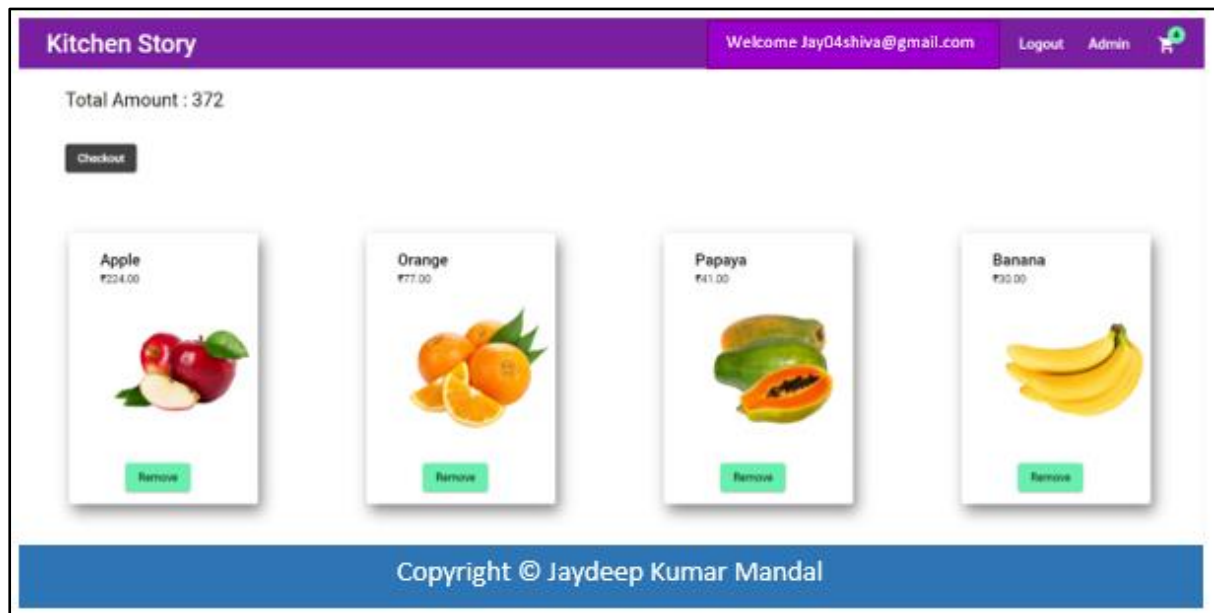 Kitchen Story
Welcome Jay04shiva@gmail.com
Logout
Admin
4
Total Amount : 372
Checkout
Apple
₹224.00
Orange
₹77.00
Papaya
₹41.00
Banana
₹30.00
Remove
Remove
Remove
Remove
Copyright © Jaydeep Kumar Mandal